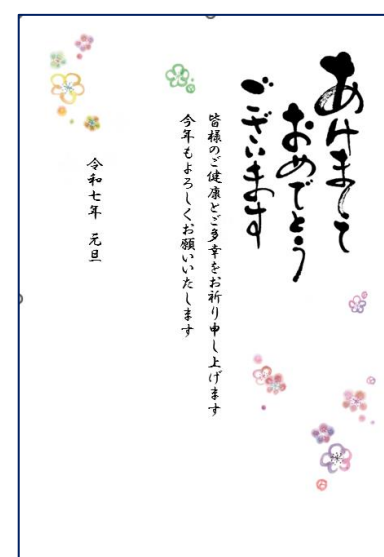 あけまして
おめでとう
ございます
皆様のご健康とご多幸をお祈り申し上げます
今年もよろしくお願いいたします
令和七年 元旦